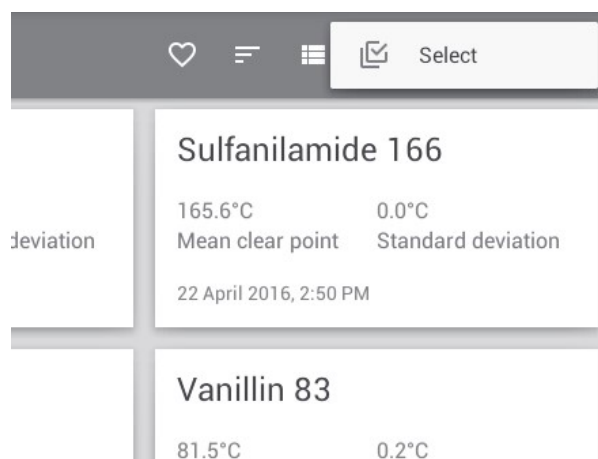 Select
Sulfanilamide 166
165.6°C 0.0°C
deviation Mean clear point Standard deviation
22 April 2016, 2:50 PM
Vanillin 83
81.5°C 0.2°C